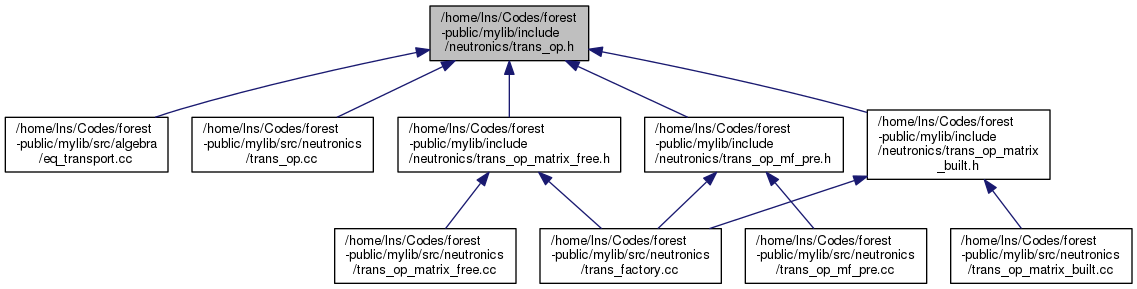 /home/lns/Codes/forest
-public/mylib/include
/neutronics/trans_op.h
/home/lns/Codes/forest
-public/mylib/src/algebra
/eq_transport.cc
/home/lns/Codes/forest
-public/mylib/src/neutronics
/trans_op.cc
/home/lns/Codes/forest
-public/mylib/include
/neutronics/trans_op_matrix_free.h
/home/lns/Codes/forest
-public/mylib/include
/neutronics/trans_op_mf_pre.h
/home/lns/Codes/forest
-public/mylib/include
/neutronics/trans_op_matrix
_built.h
/home/lns/Codes/forest
-public/mylib/src/neutronics
/trans_op_matrix_free.cc
/home/lns/Codes/forest
-public/mylib/src/neutronics
/trans_factory.cc
/home/lns/Codes/forest
-public/mylib/src/neutronics
/trans_op_mf_pre.cc
/home/lns/Codes/forest
-public/mylib/src/neutronics
/trans_op_matrix_built.cc